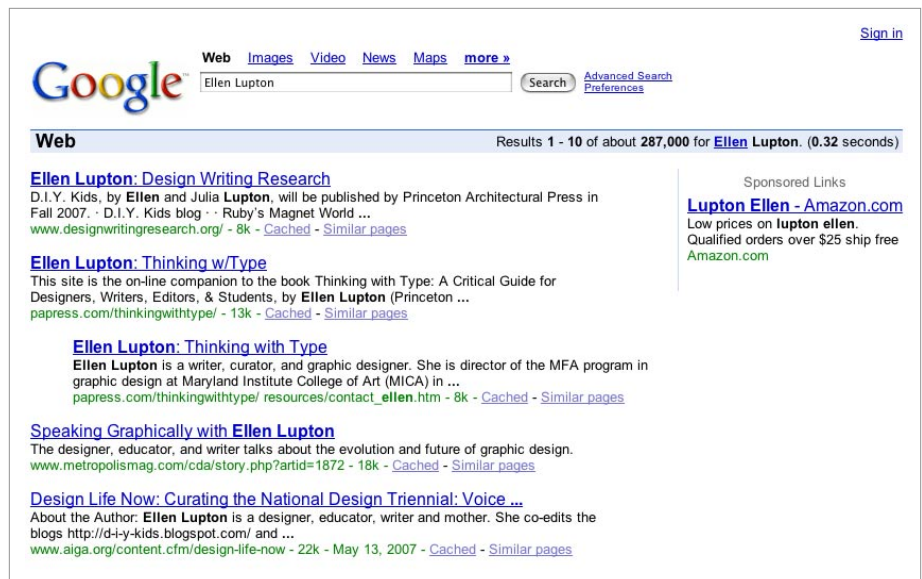 Sign in
Web Images Video News Maps more »
Google™
Ellen Lupton Search Advanced Search
Preferences
Web Results 1 - 10 of about 287,000 for Ellen Lupton. (0.32 seconds)
Ellen Lupton: Design Writing Research
D.I.Y. Kids, by Ellen and Julia Lupton, will be published by Princeton Architectural Press in
Fall 2007. · D.I.Y. Kids blog · · Ruby's Magnet World ...
www.designwritingresearch.org/ - 8k - Cached - Similar pages
Ellen Lupton: Thinking w/Type
This site is the on-line companion to the book Thinking with Type: A Critical Guide for
Designers, Writers, Editors, & Students, by Ellen Lupton (Princeton ...
papress.com/thinkingwithtype/ - 13k - Cached - Similar pages
Ellen Lupton: Thinking with Type
Ellen Lupton is a writer, curator, and graphic designer. She is director of the MFA program in
graphic design at Maryland Institute College of Art (MICA) in ...
papress.com/thinkingwithtype/ resources/contact_ellen.htm - 8k - Cached - Similar pages
Speaking Graphically with Ellen Lupton
The designer, educator, and writer talks about the evolution and future of graphic design.
www.metropolismag.com/cda/story.php?artid=1872 - 18k - Cached - Similar pages
Design Life Now: Curating the National Design Triennial: Voice ...
About the Author: Ellen Lupton is a designer, educator, writer and mother. She co-edits the
blogs http://d-i-y-kids.blogspot.com/ and ...
www.aiga.org/content.cfm/design-life-now - 22k - May 13, 2007 - Cached - Similar pages
Sponsored Links
Lupton Ellen - Amazon.com
Low prices on lupton ellen.
Qualified orders over $25 ship free
Amazon.com